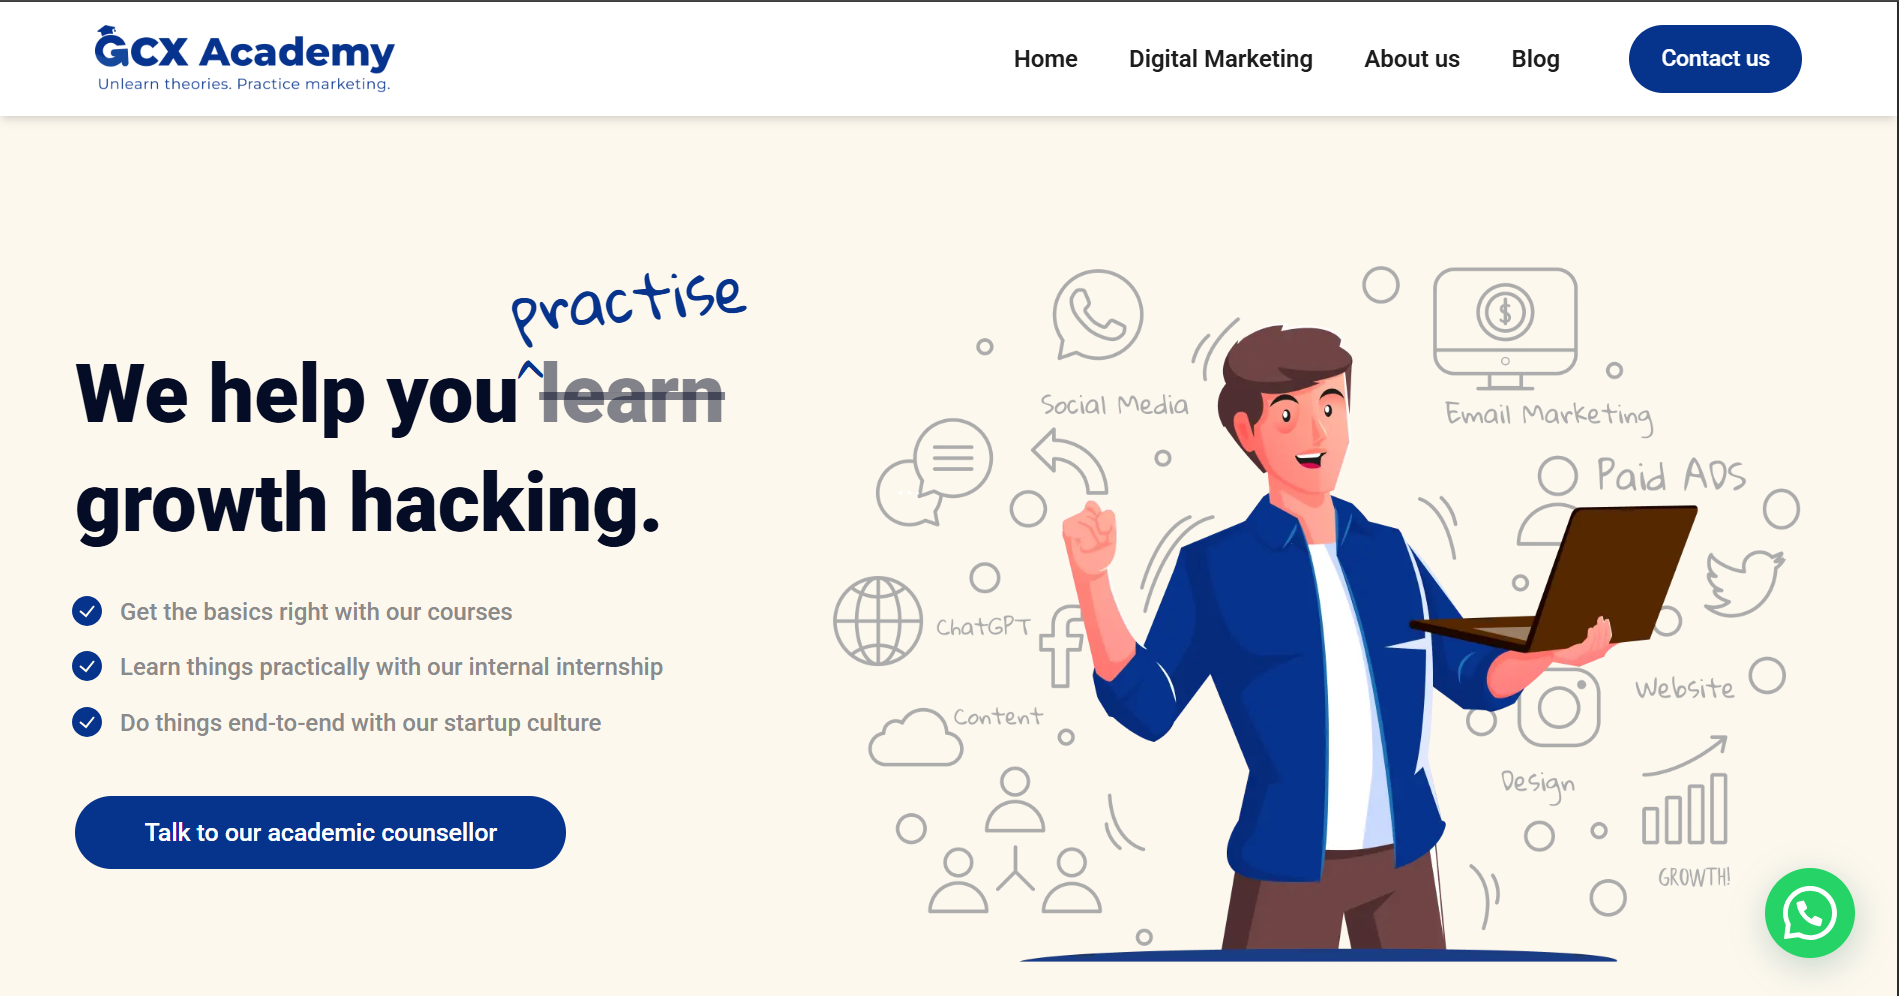 GCX Academy
Unlearn theories. Practice marketing.
Home
Digital Marketing
About us
Blog
Contact us
practise
We help you ^ learn
growth hacking.
Get the basics right with our courses
Learn things practically with our internal internship
Do things end-to-end with our startup culture
Talk to our academic counsellor
Social Media
$
Email Marketing
Paid ADS
ChatGPT
f
Website
Content
Design
GROWTH!